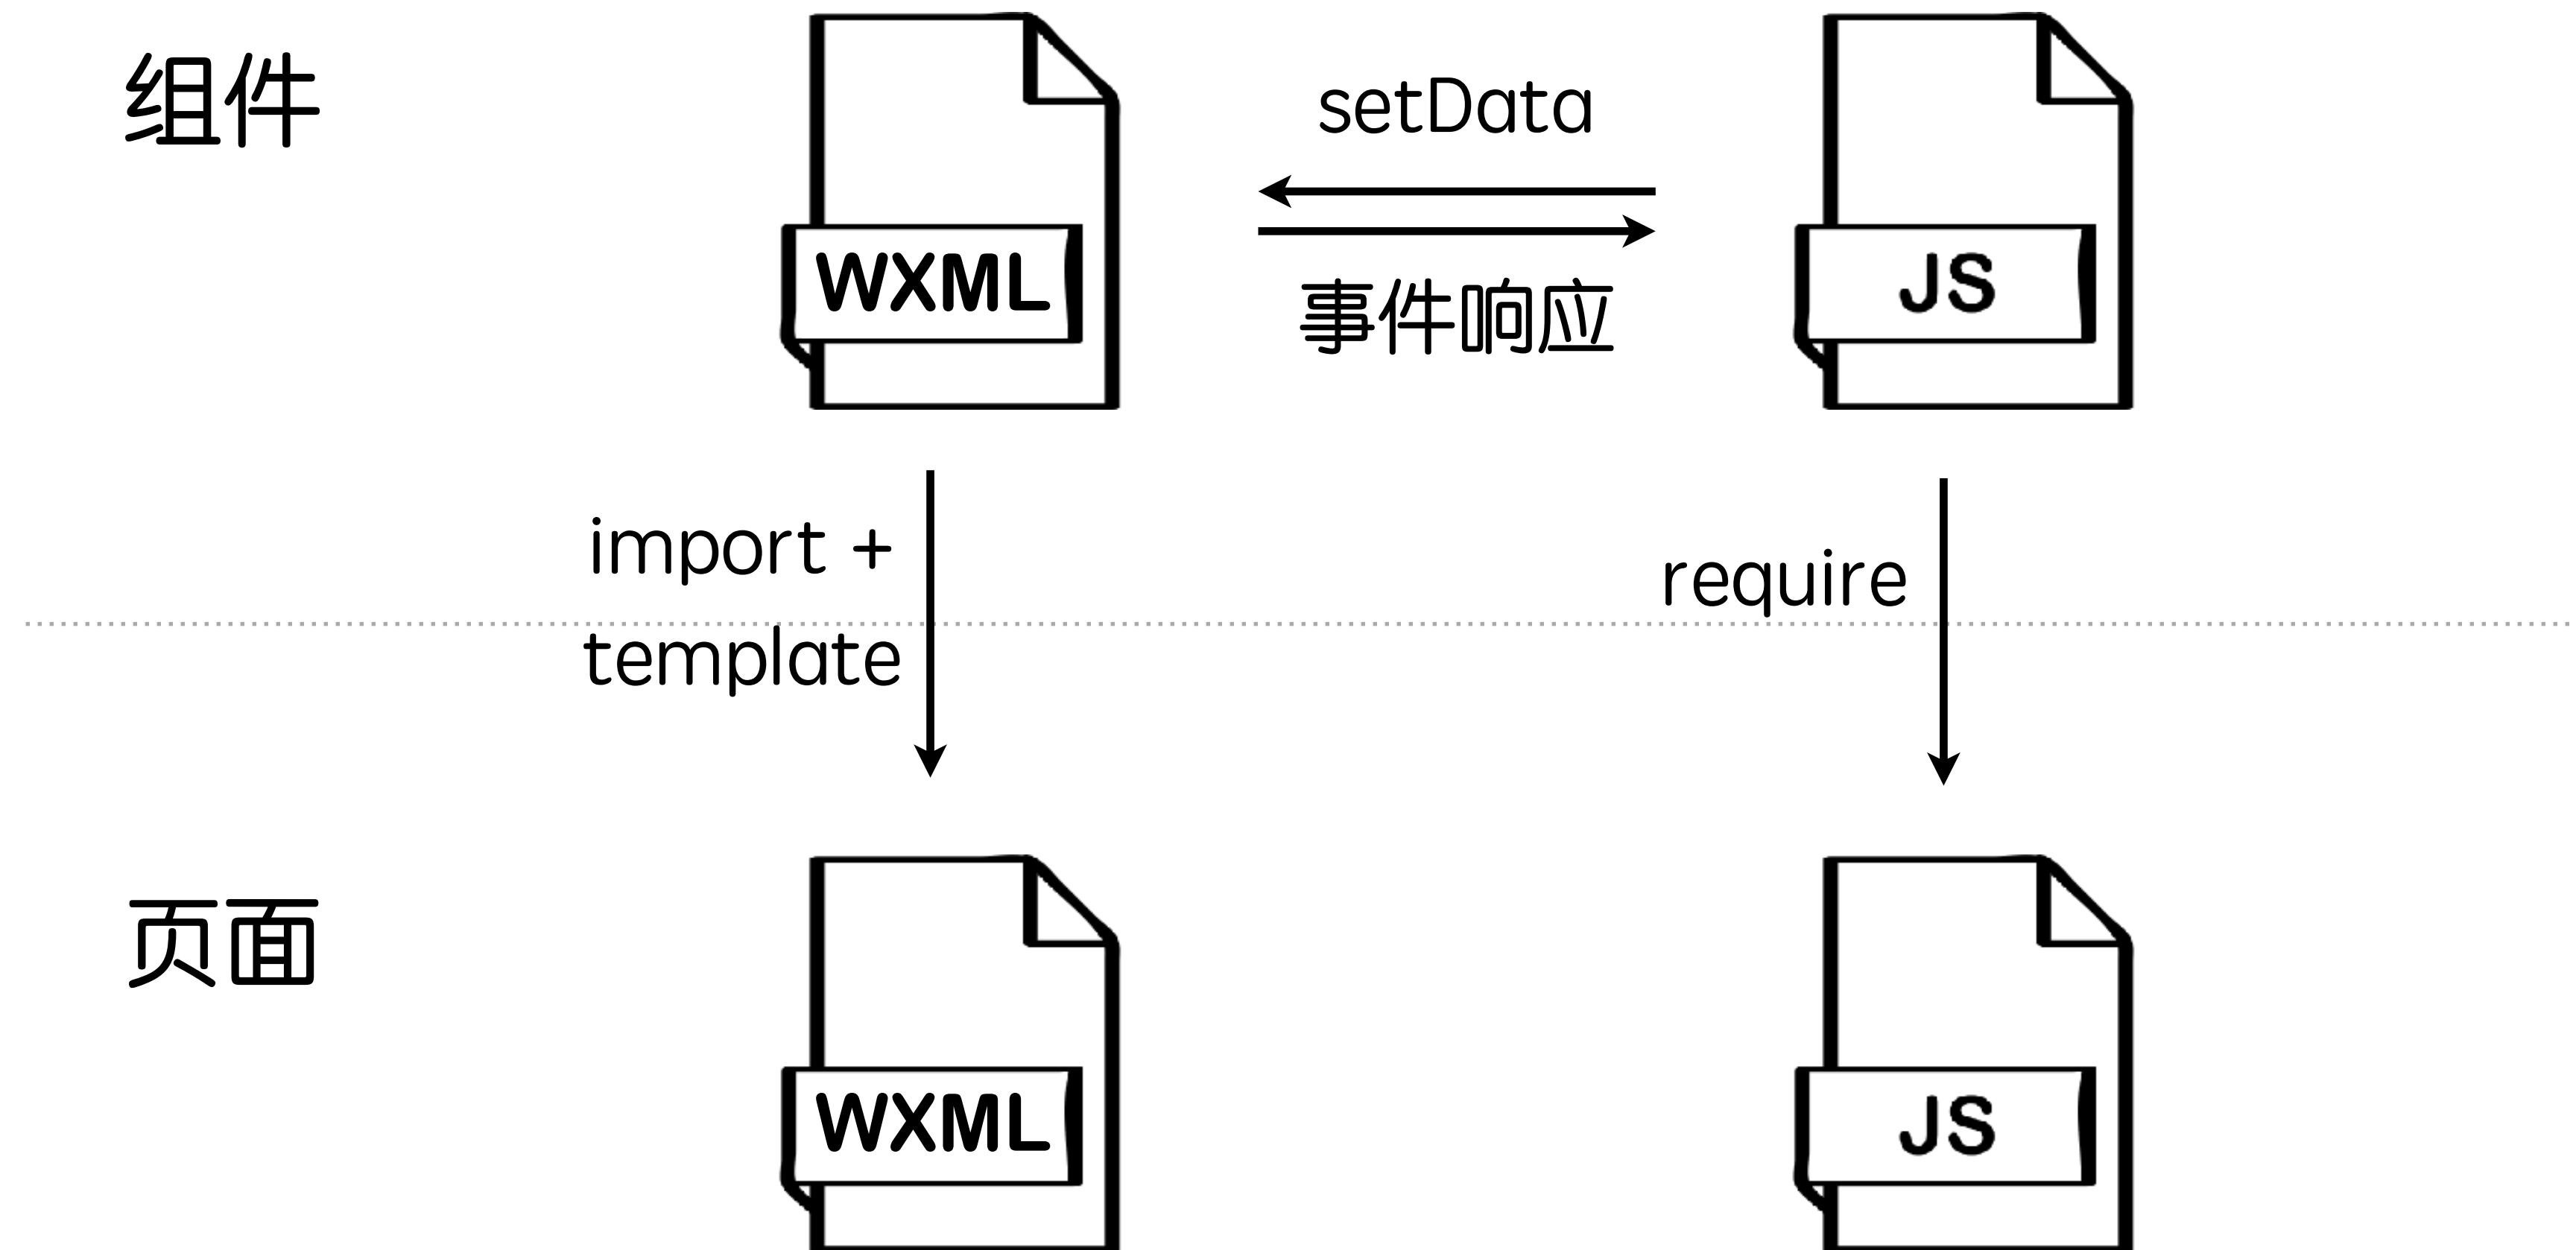 组件
WXML
setData
事件响应
JS
import +
template
require
页面
WXML
JS